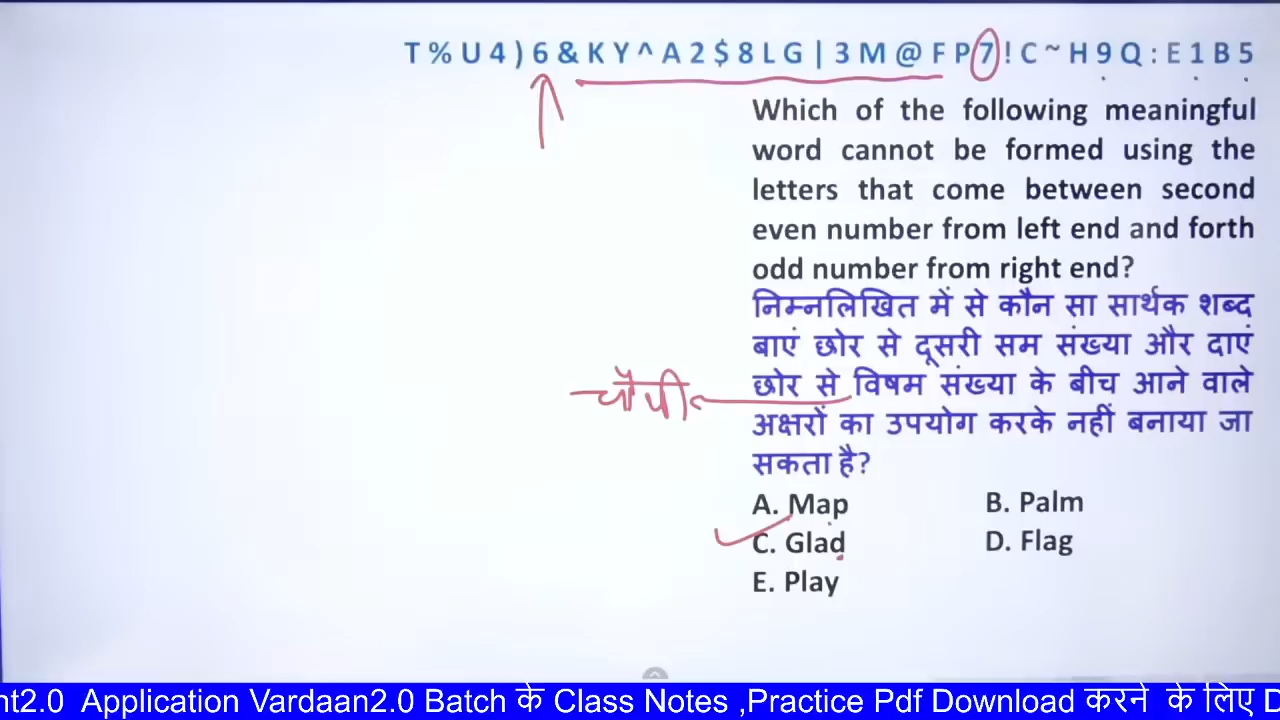 T % U 4 ) 6 & K Y ^ A 2 $ 8 L G | 3 M @ F P 7 ! C ~ H 9 Q : E 1 B 5
Which of the following meaningful
word cannot be formed using the
letters that come between second
even number from left end and forth
odd number from right end?
निम्नलिखित में से कौन सा सार्थक शब्द
बाएं छोर से दूसरी सम संख्या और दाएं
छोर से विषम संख्या के बीच आने वाले
चौथी
अक्षरों का उपयोग करके नहीं बनाया जा
सकता है?
A. Map B. Palm
C. Glad D. Flag
E. Play
nt2.0 Application Vardaan2.0 Batch के Class Notes ,Practice Pdf Download करने के लिए D